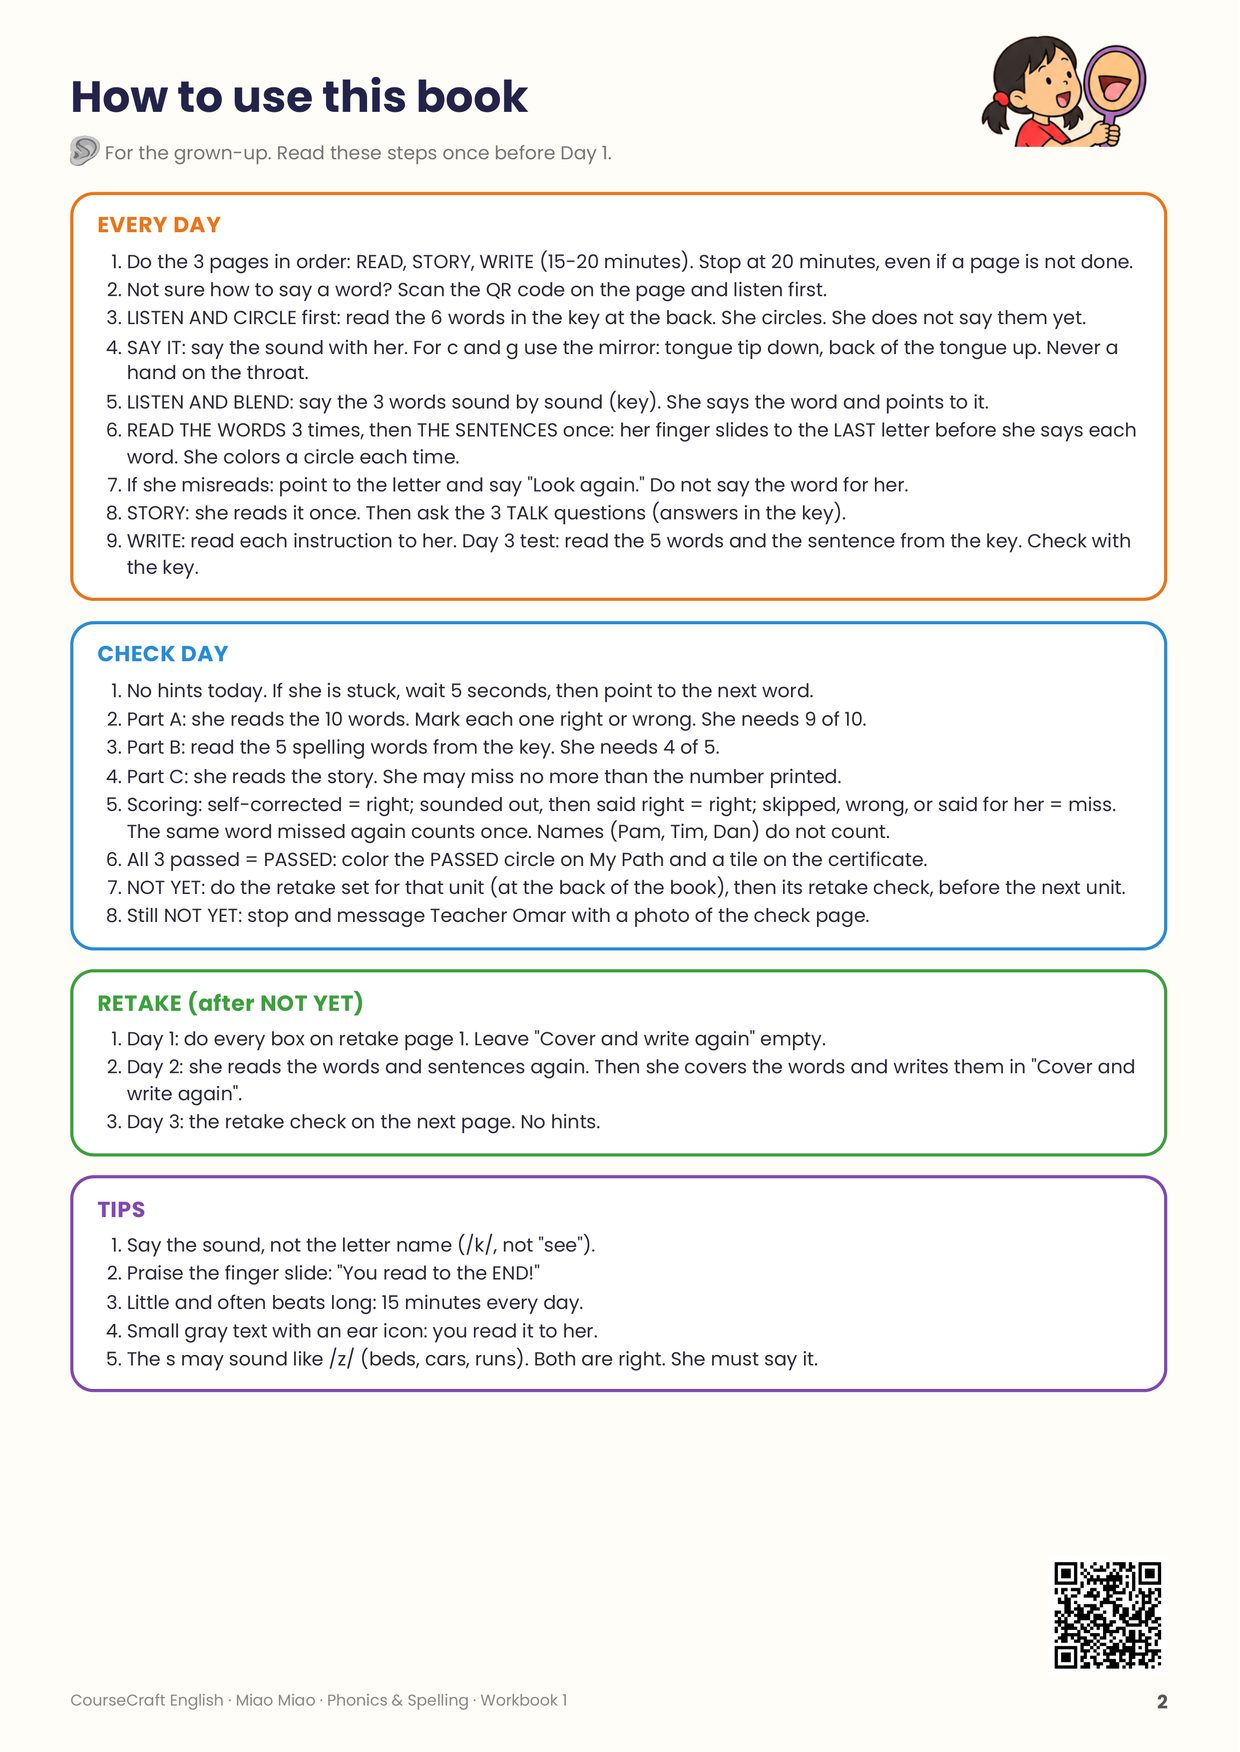 How to use this book
For the grown-up. Read these steps once before Day 1.
EVERY DAY
1. Do the 3 pages in order: READ, STORY, WRITE (15-20 minutes). Stop at 20 minutes, even if a page is not done.
2. Not sure how to say a word? Scan the QR code on the page and listen first.
3. LISTEN AND CIRCLE first: read the 6 words in the key at the back. She circles. She does not say them yet.
4. SAY IT: say the sound with her. For c and g use the mirror: tongue tip down, back of the tongue up. Never a
hand on the throat.
5. LISTEN AND BLEND: say the 3 words sound by sound (key). She says the word and points to it.
6. READ THE WORDS 3 times, then THE SENTENCES once: her finger slides to the LAST letter before she says each
word. She colors a circle each time.
7. If she misreads: point to the letter and say "Look again." Do not say the word for her.
8. STORY: she reads it once. Then ask the 3 TALK questions (answers in the key).
9. WRITE: read each instruction to her. Day 3 test: read the 5 words and the sentence from the key. Check with
the key.
CHECK DAY
1. No hints today. If she is stuck, wait 5 seconds, then point to the next word.
2. Part A: she reads the 10 words. Mark each one right or wrong. She needs 9 of 10.
3. Part B: read the 5 spelling words from the key. She needs 4 of 5.
4. Part C: she reads the story. She may miss no more than the number printed.
5. Scoring: self-corrected = right; sounded out, then said right = right; skipped, wrong, or said for her = miss.
The same word missed again counts once. Names (Pam, Tim, Dan) do not count.
6. All 3 passed = PASSED: color the PASSED circle on My Path and a tile on the certificate.
7. NOT YET: do the retake set for that unit (at the back of the book), then its retake check, before the next unit.
8. Still NOT YET: stop and message Teacher Omar with a photo of the check page.
RETAKE (after NOT YET)
1. Day 1: do every box on retake page 1. Leave "Cover and write again" empty.
2. Day 2: she reads the words and sentences again. Then she covers the words and writes them in "Cover and
write again".
3. Day 3: the retake check on the next page. No hints.
TIPS
1. Say the sound, not the letter name (/k/, not "see").
2. Praise the finger slide: "You read to the END!"
3. Little and often beats long: 15 minutes every day.
4. Small gray text with an ear icon: you read it to her.
5. The s may sound like /z/ (beds, cars, runs). Both are right. She must say it.
CourseCraft English · Miao Miao · Phonics & Spelling · Workbook 1
2